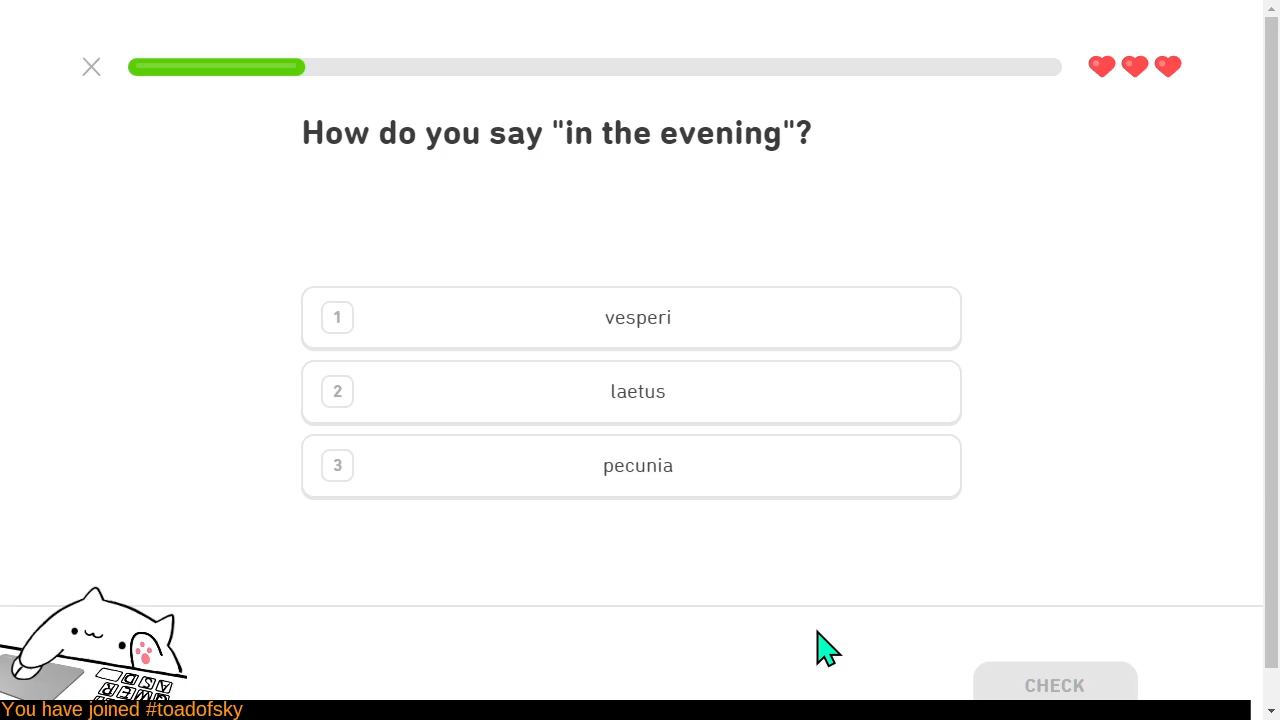 How do you say "in the evening"?
1 vesperi
2 laetus
3 pecunia
CHECK
You have joined #toadofsky